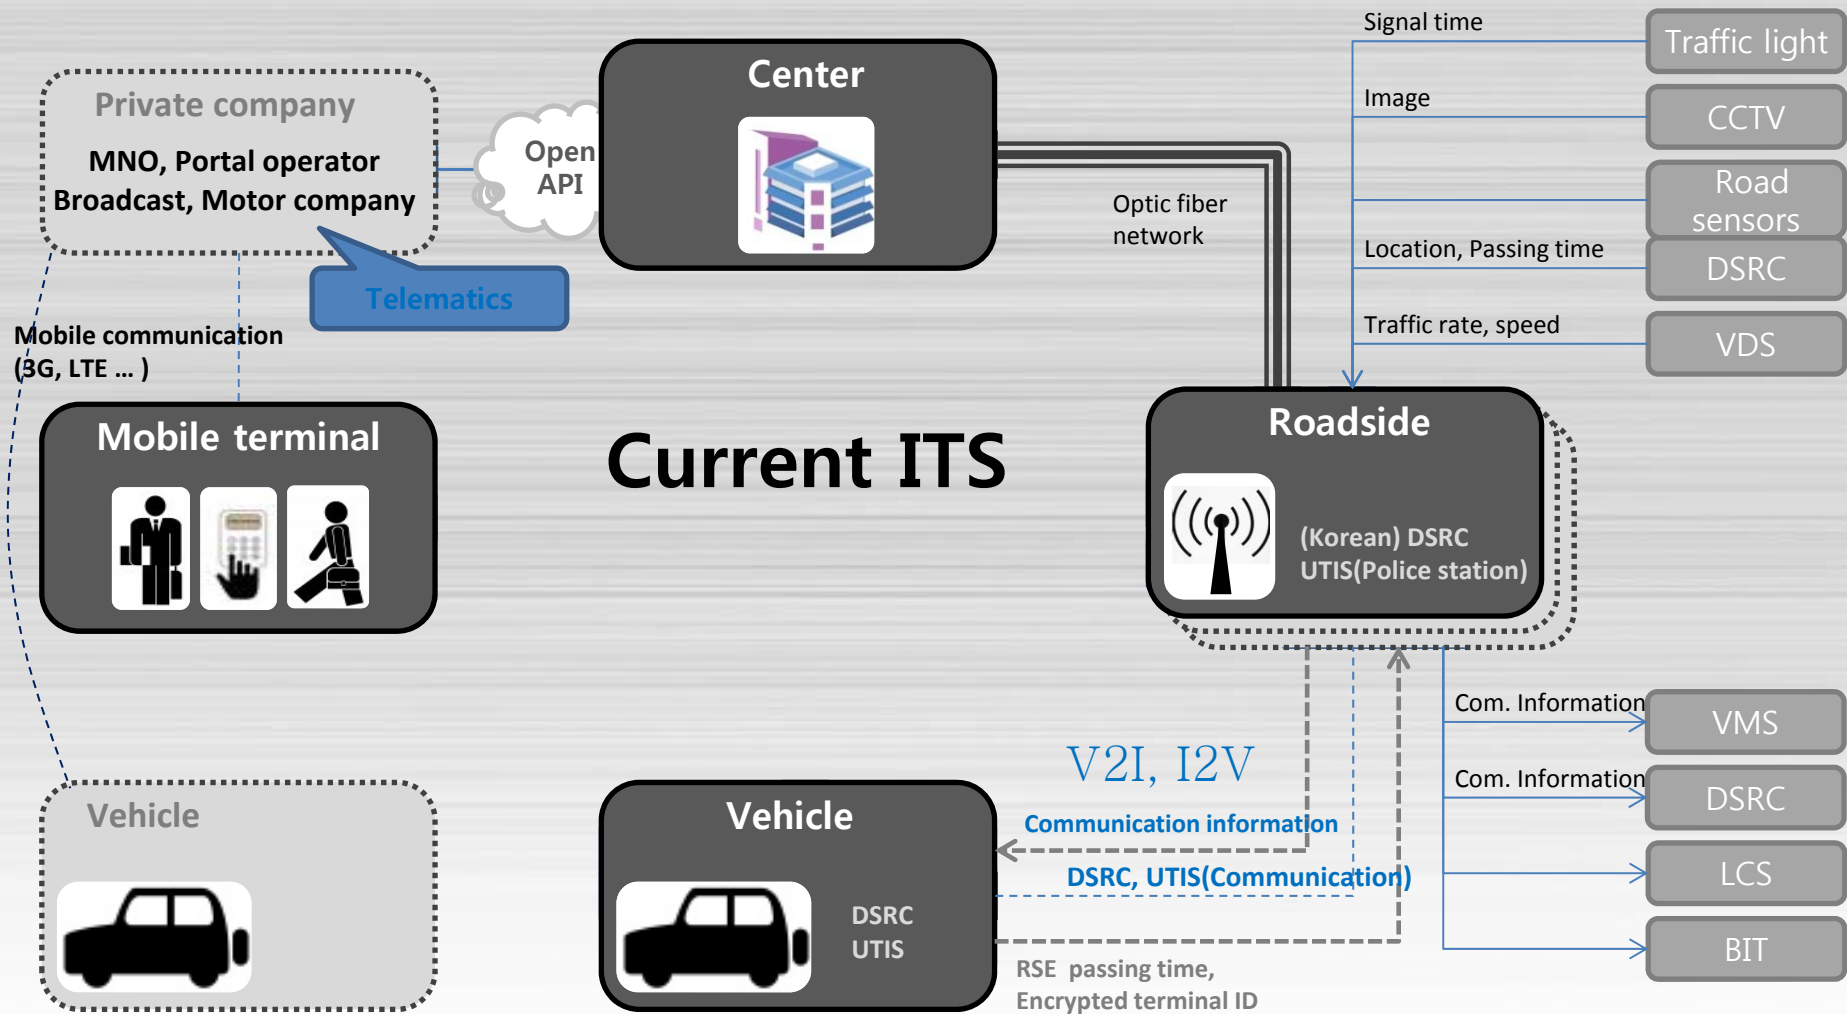 Signal time
Traffic light
Center
Private company
Image
CCTV
MNO, Portal operator
Broadcast, Motor company
Open
API
Road
sensors
Optic fiber
network
Location, Passing time
DSRC
Telematics
Traffic rate, speed
VDS
Mobile communication
(3G, LTE ... )
Mobile terminal
Current ITS
Roadside
(Korean) DSRC
UTIS(Police station)
Com. Information
VMS
V2I, I2V
Com. Information
DSRC
Vehicle
Vehicle
Communication information
DSRC, UTIS(Communication)
LCS
DSRC
UTIS
BIT
RSE passing time,
Encrypted terminal ID